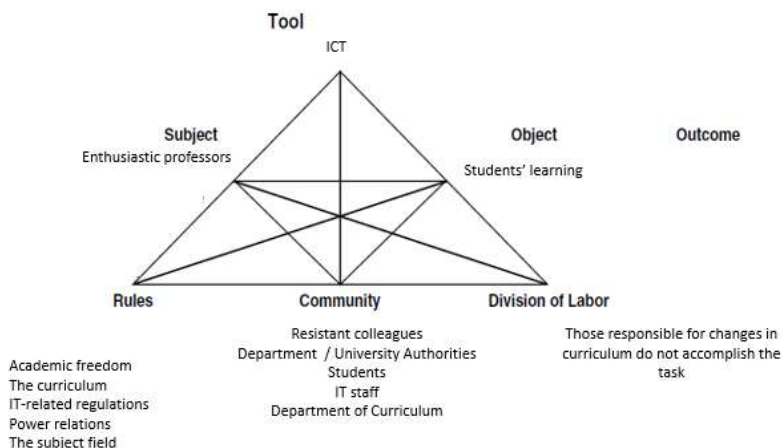 Tool
ICT
Subject
Object
Outcome
Enthusiastic professors
Students' learning
Rules
Community
Division of Labor
Academic freedom
The curriculum
IT-related regulations
Power relations
The subject field
Resistant colleagues
Department / University Authorities
Students
IT staff
Department of Curriculum
Those responsible for changes in
curriculum do not accomplish the
task